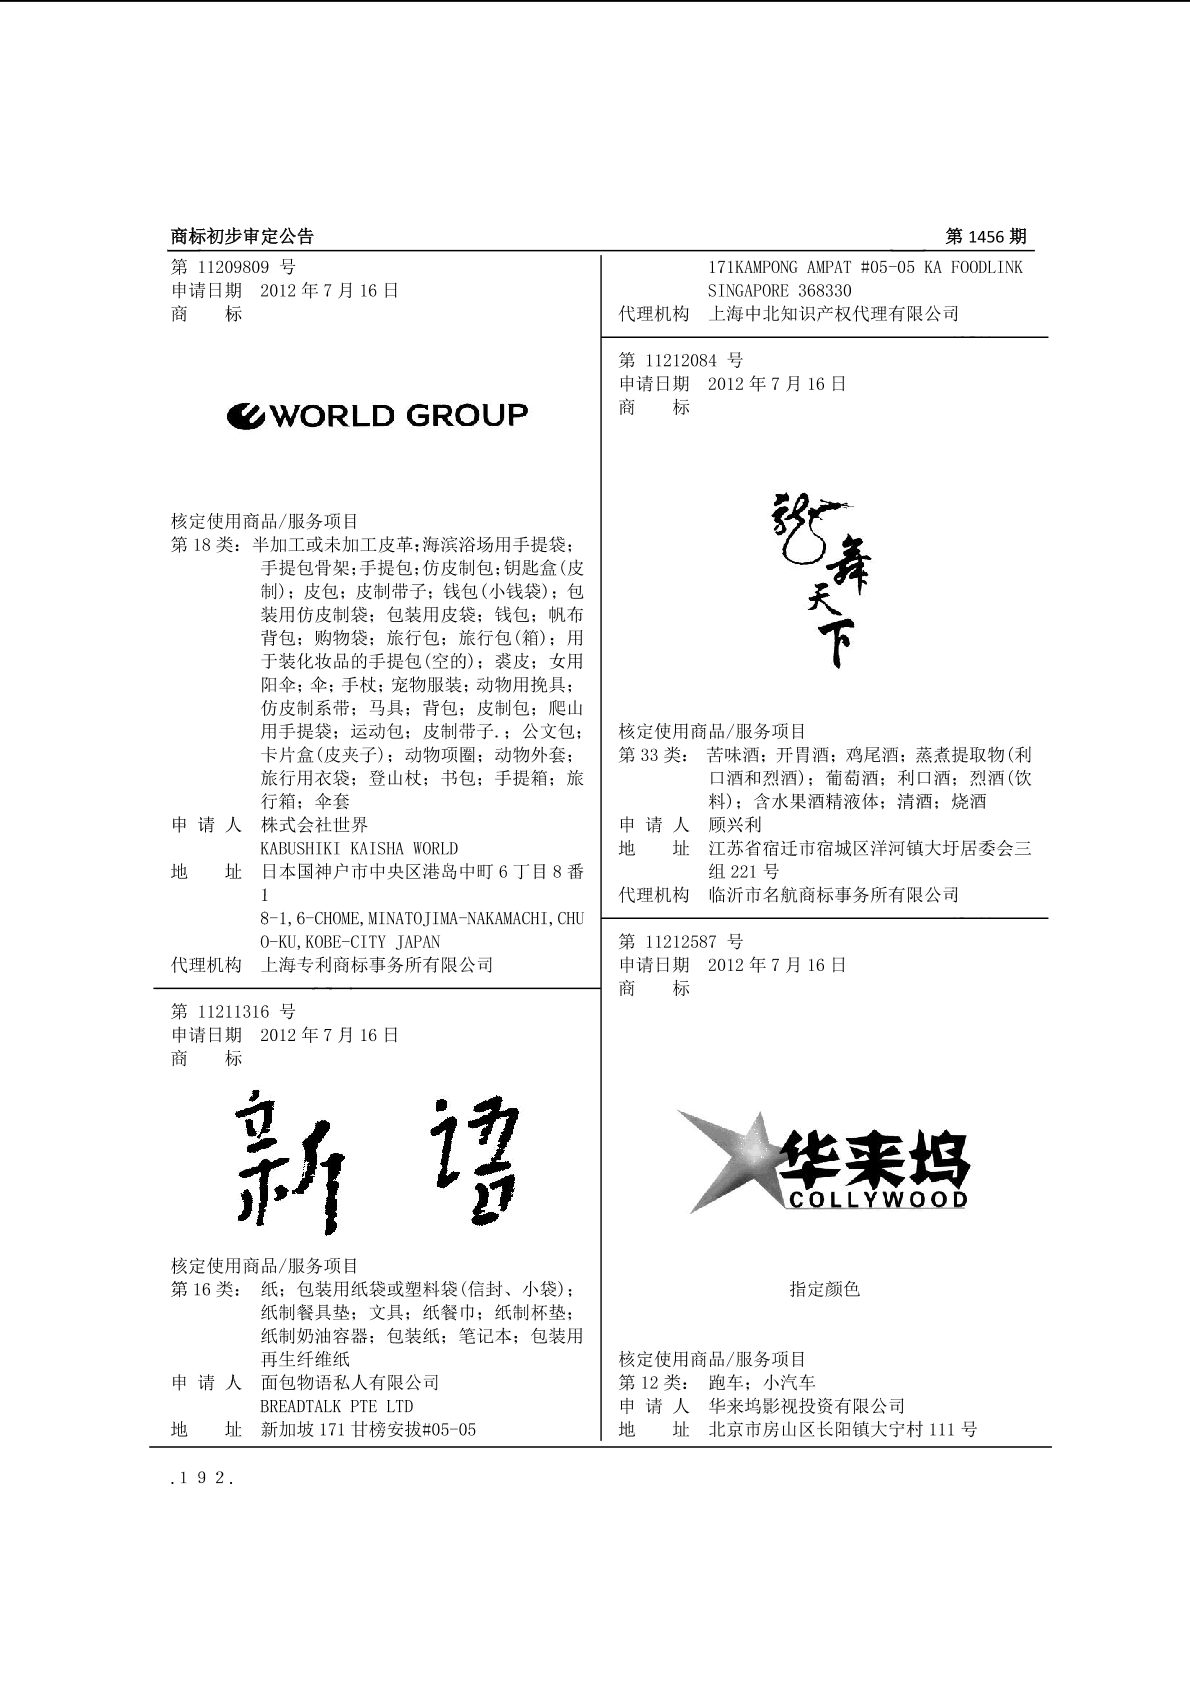 商标初步审定公告
第 1456 期
第 11209809 号
申请日期 2012 年 7 月 16 日
商 标
WORLD GROUP
核定使用商品/服务项目
第 18 类：半加工或未加工皮革；海滨浴场用手提袋；
手提包骨架；手提包；仿皮制包；钥匙盒(皮
制)；皮包；皮制带子；钱包(小钱袋)；包
装用仿皮制袋；包装用皮袋；钱包；帆布
背包；购物袋；旅行包；旅行包(箱)；用
于装化妆品的手提包(空的)；裘皮；女用
阳伞；伞；手杖；宠物服装；动物用挽具；
仿皮制系带；马具；背包；皮制包；爬山
用手提袋；运动包；皮制带子.；公文包；
卡片盒(皮夹子)；动物项圈；动物外套；
旅行用衣袋；登山杖；书包；手提箱；旅
行箱；伞套
申 请 人 株式会社世界
KABUSHIKI KAISHA WORLD
地 址 日本国神户市中央区港岛中町 6 丁目 8 番
1
8-1,6-CHOME,MINATOJIMA-NAKAMACHI,CHU
O-KU,KOBE-CITY JAPAN
代理机构 上海专利商标事务所有限公司
第 11211316 号
申请日期 2012 年 7 月 16 日
商 标
新 语
核定使用商品/服务项目
第 16 类： 纸；包装用纸袋或塑料袋(信封、小袋)；
纸制餐具垫；文具；纸餐巾；纸制杯垫；
纸制奶油容器；包装纸；笔记本；包装用
再生纤维纸
申 请 人 面包物语私人有限公司
BREADTALK PTE LTD
地 址 新加坡 171 甘榜安拔#05-05
171KAMPONG AMPAT #05-05 KA FOODLINK
SINGAPORE 368330
代理机构 上海中北知识产权代理有限公司
第 11212084 号
申请日期 2012 年 7 月 16 日
商 标
龙
舞
天
下
核定使用商品/服务项目
第 33 类： 苦味酒；开胃酒；鸡尾酒；蒸煮提取物(利
口酒和烈酒)；葡萄酒；利口酒；烈酒(饮
料)；含水果酒精液体；清酒；烧酒
申 请 人 顾兴利
地 址 江苏省宿迁市宿城区洋河镇大圩居委会三
组 221 号
代理机构 临沂市名航商标事务所有限公司
第 11212587 号
申请日期 2012 年 7 月 16 日
商 标
华来坞
COLLYWOOD
指定颜色
核定使用商品/服务项目
第 12 类： 跑车；小汽车
申 请 人 华来坞影视投资有限公司
地 址 北京市房山区长阳镇大宁村 111 号
.192.